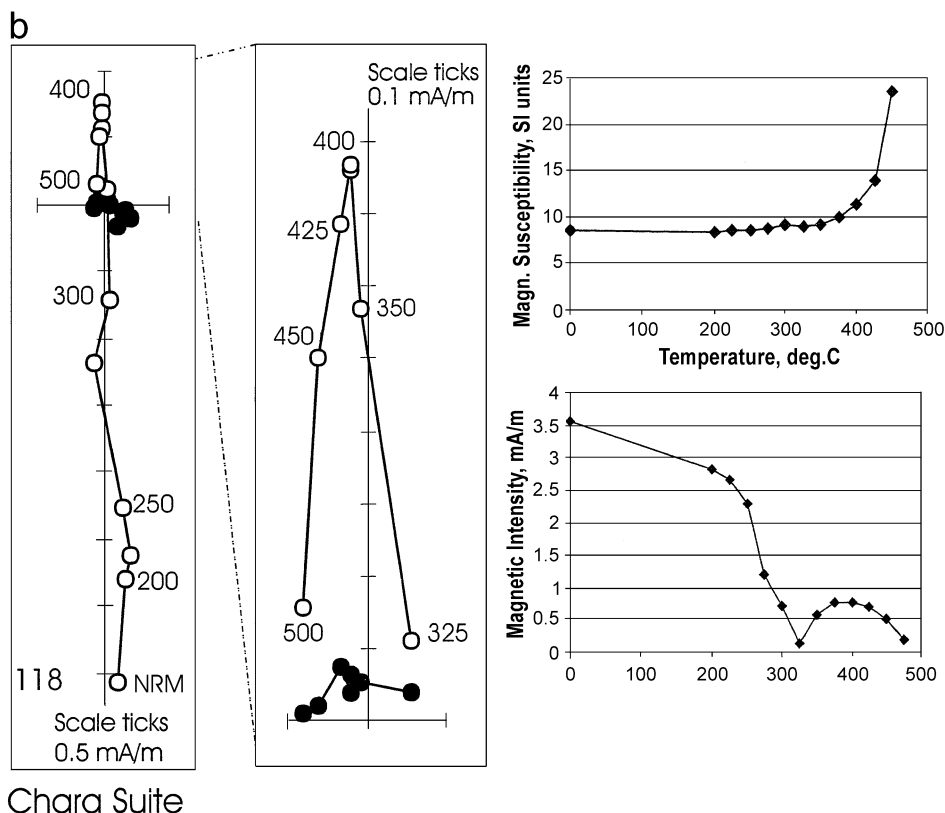 b
400
500
300
250
200
118
NRM
Scale ticks
0.5 mA/m
Chara Suite
Scale ticks
0.1 mA/m
400
425
350
450
500
325
Magn. Susceptibility, SI units
25
20
15
10
5
0
0 100 200 300 400 500
Temperature, deg.C
Magnetic Intensity, mA/m
4
3.5
3
2.5
2
1.5
1
0.5
0
0 100 200 300 400 500